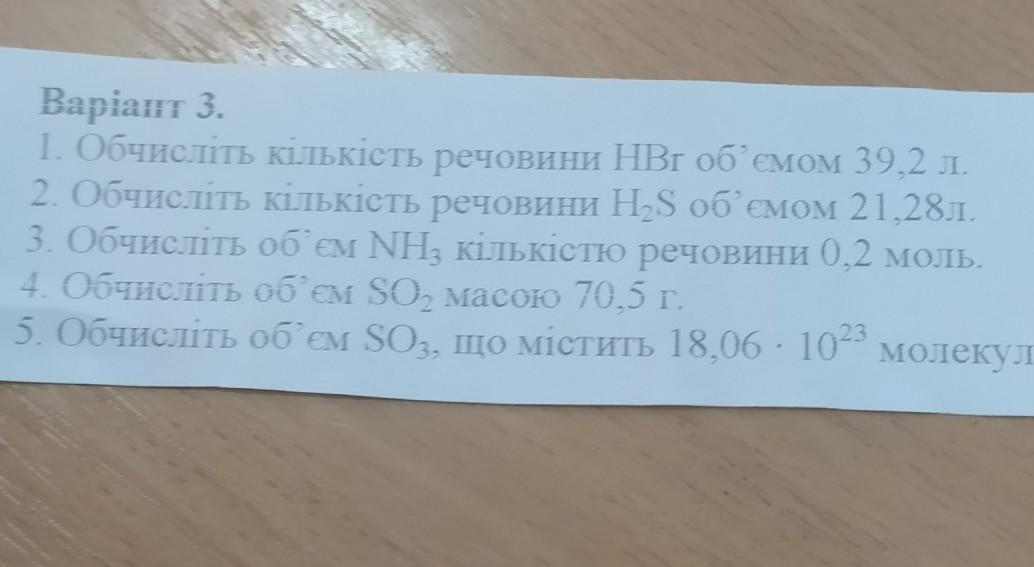 Варіант 3.
1. Обчисліть кількість речовини HBr об’ємом 39,2 л.
2. Обчисліть кількість речовини H₂S об’ємом 21,28л.
3. Обчисліть об’єм NH₃ кількістю речовини 0,2 моль.
4. Обчисліть об’єм SO₂ масою 70,5 г.
5. Обчисліть об’єм SO₃, що містить 18,06 · 10²³ молекул